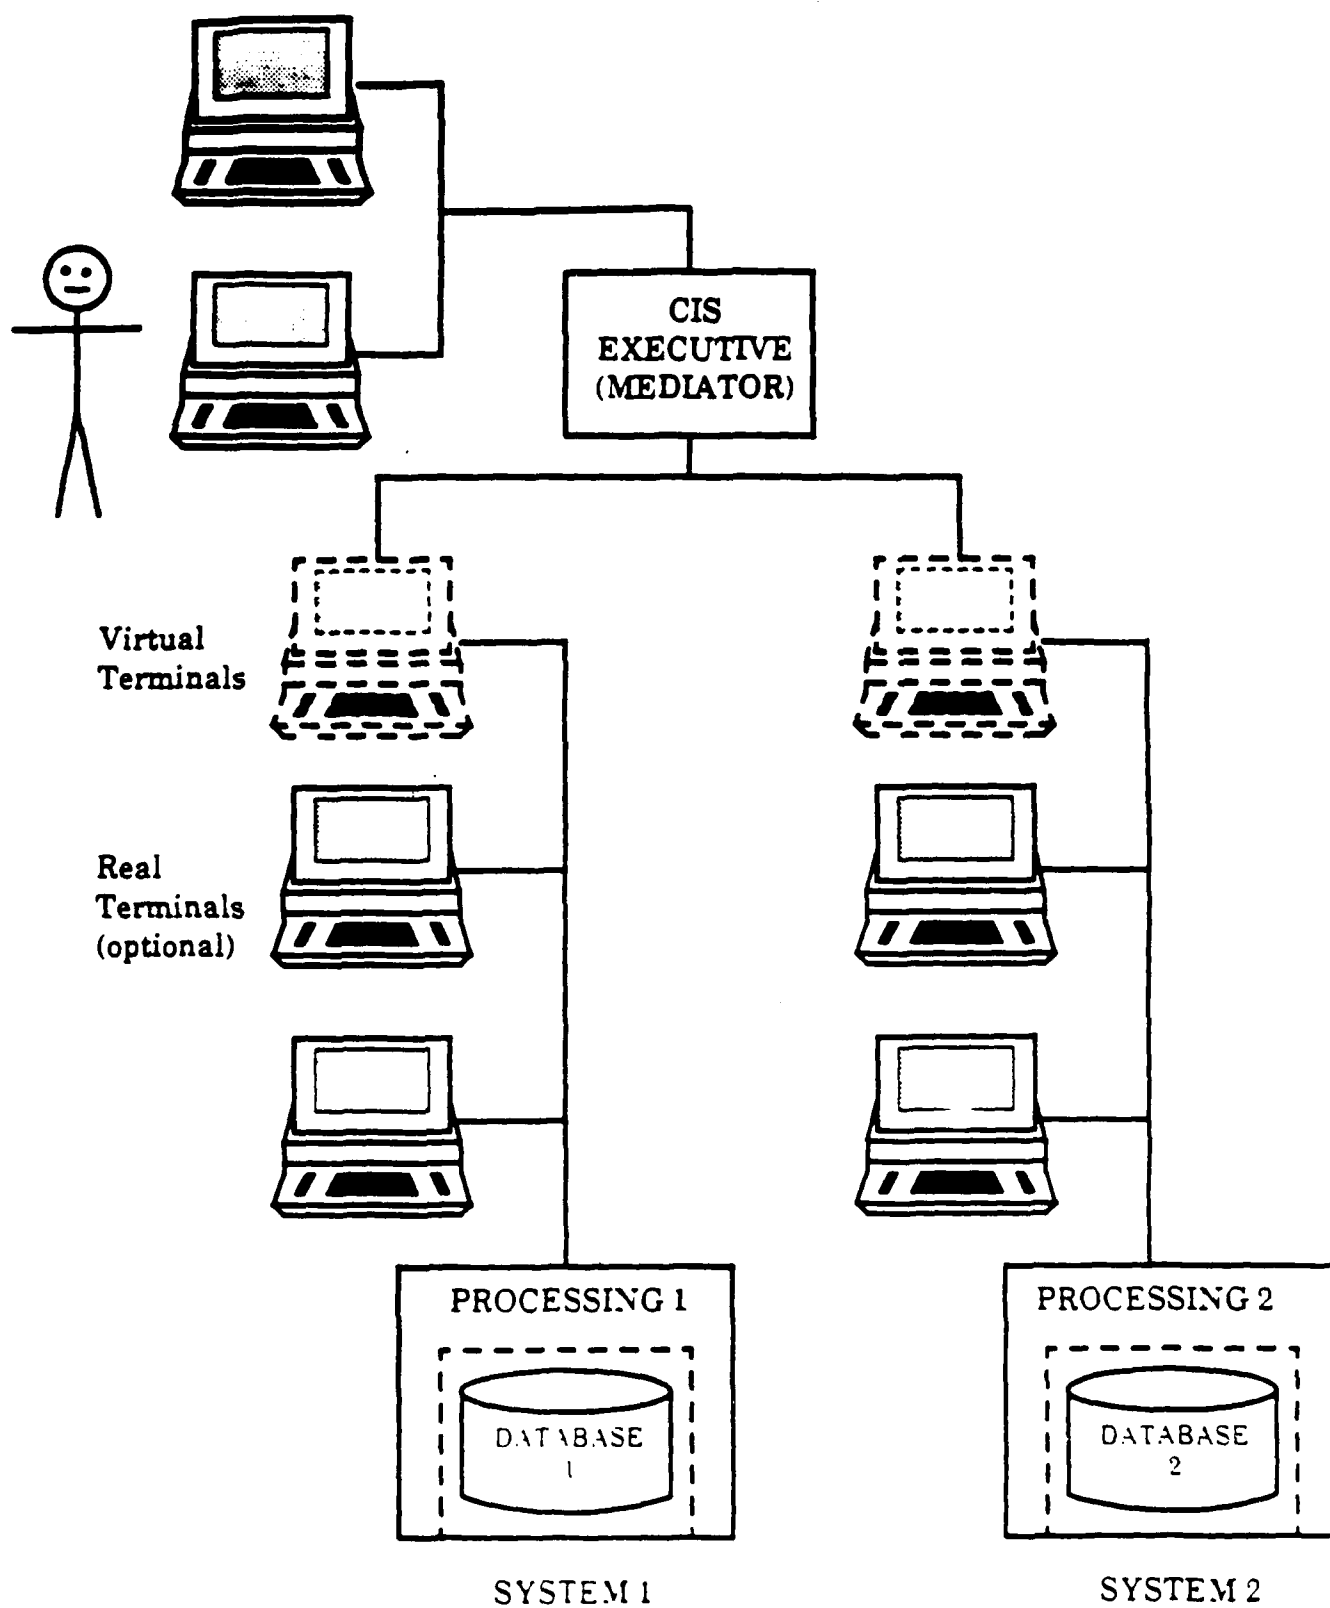 CIS
EXECUTIVE
(MEDIATOR)
Virtual
Terminals
Real
Terminals
(optional)
PROCESSING 1
PROCESSING 2
DATABASE
1
DATABASE
2
SYSTEM 1
SYSTEM 2